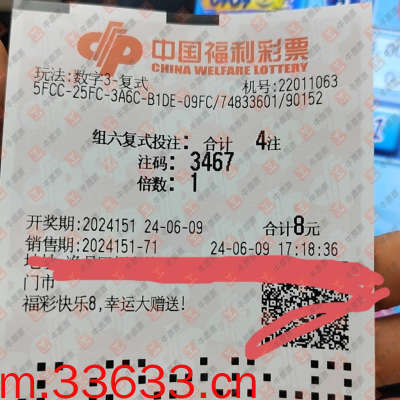 中国福利彩票
CHINA WELFARE LOTTERY
玩法:数字3-复式 机号:22011063
5FCC-25FC-3A6C-B1DE-09FC/74833601/90152
组六复式投注: 合计 4注
注码: 3467
倍数: 1
开奖期:2024151 24-06-09 合计8元
销售期:2024151-71 24-06-09 17:18:36
门市
福彩快乐8,幸运大赠送!
m.33633.cn